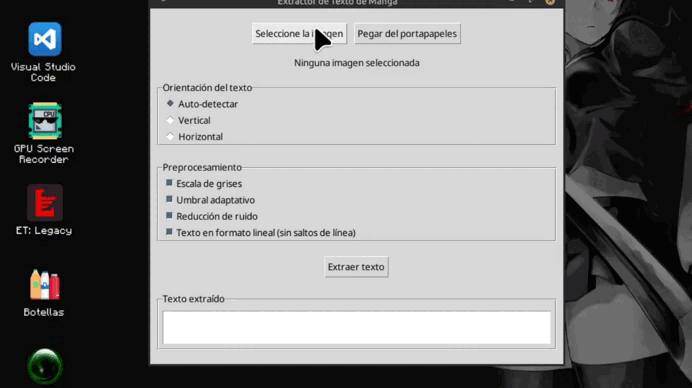 Extractor de Texto de Manga
Seleccione la imagen
Pegar del portapapeles
Ninguna imagen seleccionada
Orientación del texto
Auto-detectar
Vertical
Horizontal
Preprocesamiento
Escala de grises
Umbral adaptativo
Reducción de ruido
Texto en formato lineal (sin saltos de línea)
Extraer texto
Texto extraído
Visual Studio
Code
CPU
GPU Screen
Recorder
ET: Legacy
Botellas